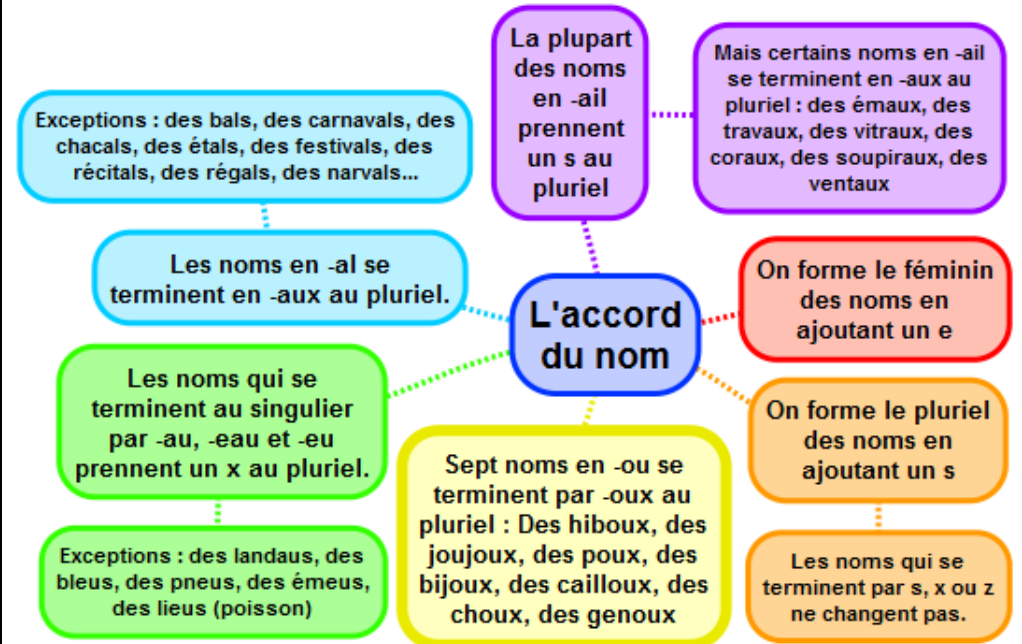 L'accord
du nom
La plupart
des noms
en -ail
prennent
un s au
pluriel
Mais certains noms en -ail
se terminent en -aux au
pluriel : des émaux, des
travaux, des vitraux, des
coraux, des soupiraux, des
ventaux
On forme le féminin
des noms en
ajoutant un e
On forme le pluriel
des noms en
ajoutant un s
Les noms qui se
terminent par s, x ou z
ne changent pas.
Sept noms en -ou se
terminent par -oux au
pluriel : Des hiboux, des
joujoux, des poux, des
bijoux, des cailloux, des
choux, des genoux
Les noms qui se
terminent au singulier
par -au, -eau et -eu
prennent un x au pluriel.
Exceptions : des landaus, des
bleus, des pneus, des émeus,
des lieus (poisson)
Les noms en -al se
terminent en -aux au pluriel.
Exceptions : des bals, des carnavals, des
chacals, des étals, des festivals, des
récitals, des régals, des narvals...